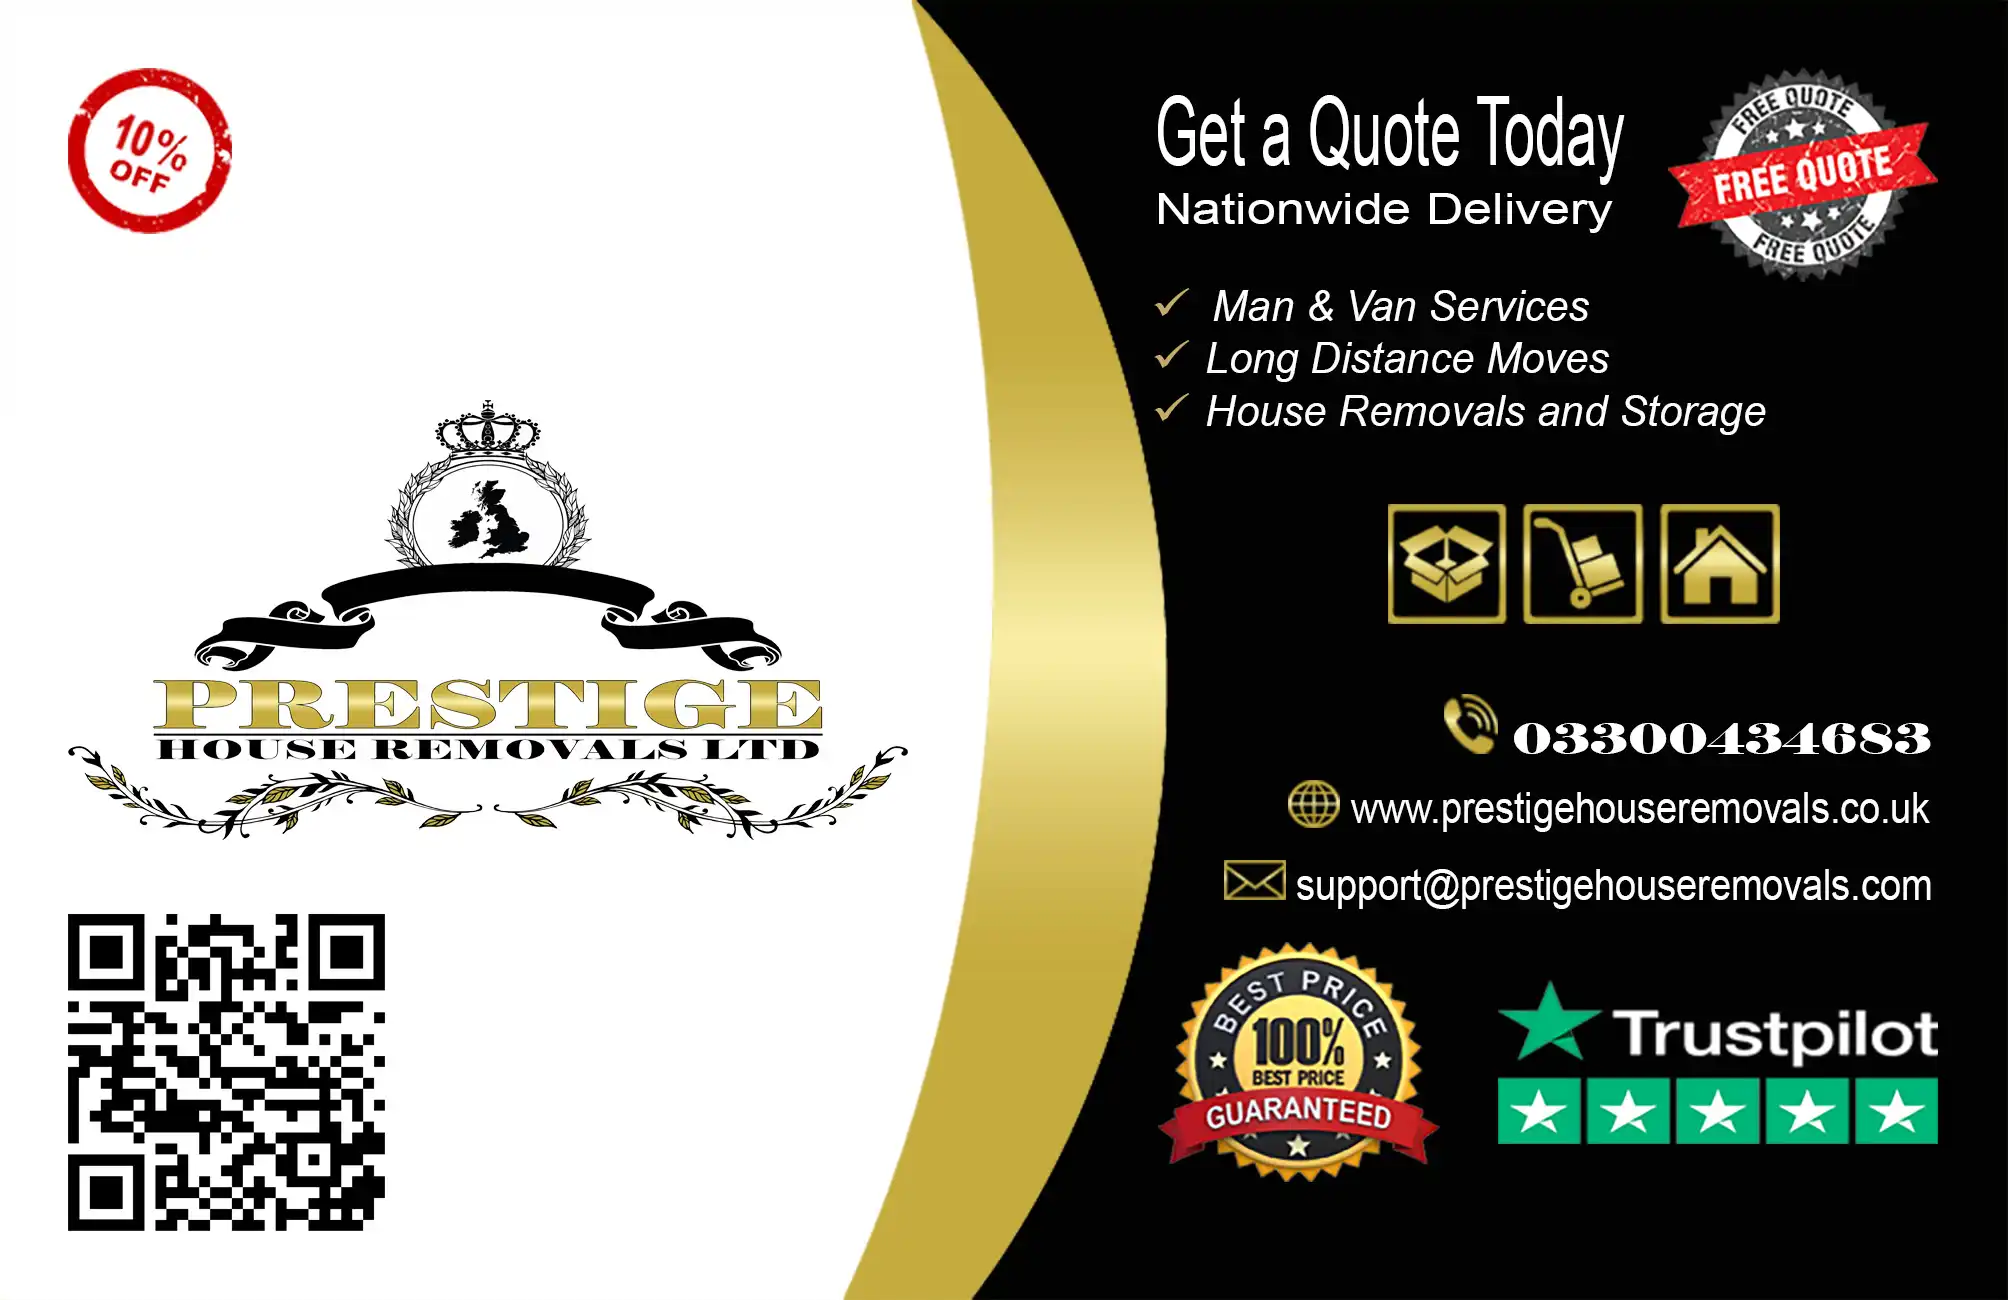 10%
OFF
PRESTIGE
HOUSE REMOVALS LTD
Get a Quote Today
Nationwide Delivery
FREE QUOTE
FREE QUOTE
FREE QUOTE
Man & Van Services
Long Distance Moves
House Removals and Storage
03300434683
www.prestigehouseremovals.co.uk
support@prestigehouseremovals.com
BEST PRICE
100%
BEST PRICE
GUARANTEED
Trustpilot